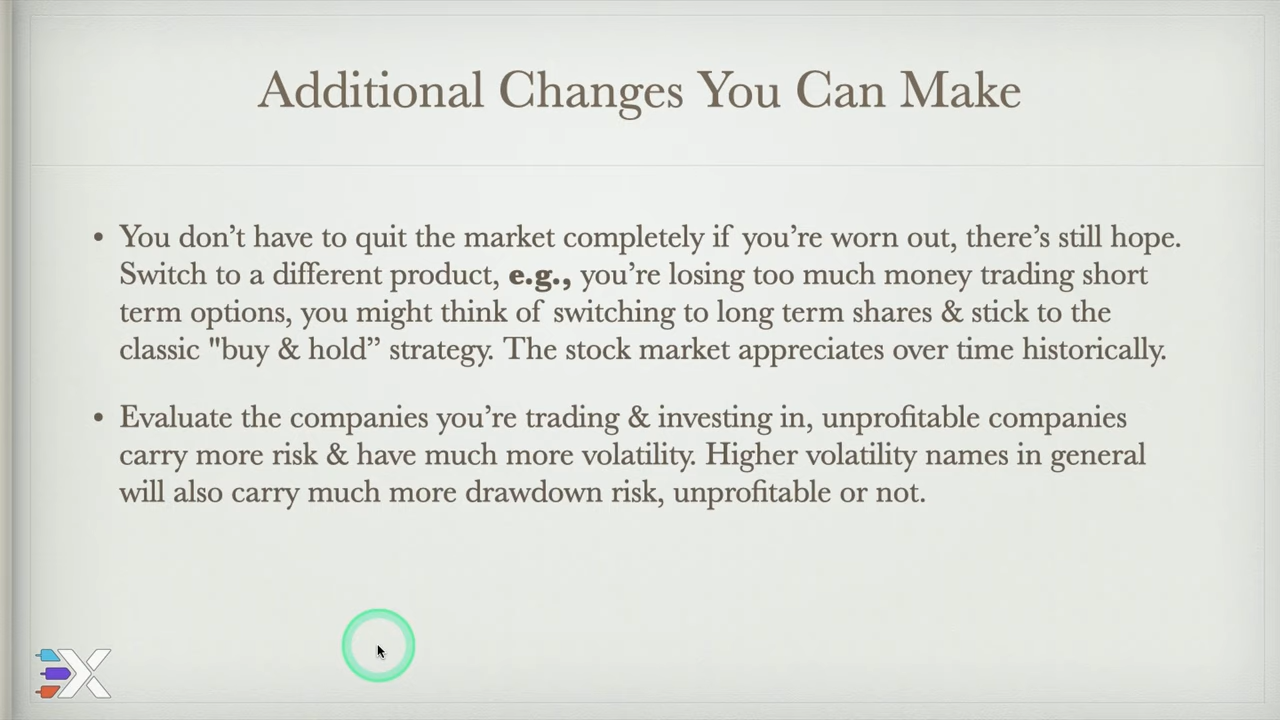 Additional Changes You Can Make
• You don’t have to quit the market completely if you’re worn out, there’s still hope.
Switch to a different product, e.g., you’re losing too much money trading short
term options, you might think of switching to long term shares & stick to the
classic "buy & hold” strategy. The stock market appreciates over time historically.
• Evaluate the companies you’re trading & investing in, unprofitable companies
carry more risk & have much more volatility. Higher volatility names in general
will also carry much more drawdown risk, unprofitable or not.
X